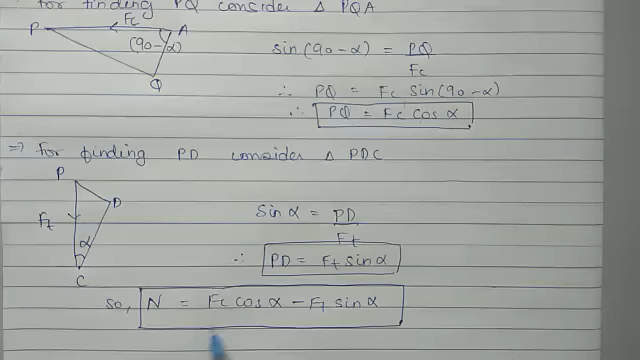 for finding PQ consider Δ PQA
P Fc A
(90-α)
Q
sin(90-α) = PQ
Fc
∴ PQ = Fc sin(90-α)
∴ PQ = Fc cos α
⇒ For finding PD consider Δ PDC
P
D
Ft
α
C
Sin α = PD
Ft
∴ PD = Ft sin α
so, N = Fc cos α - Ft sin α